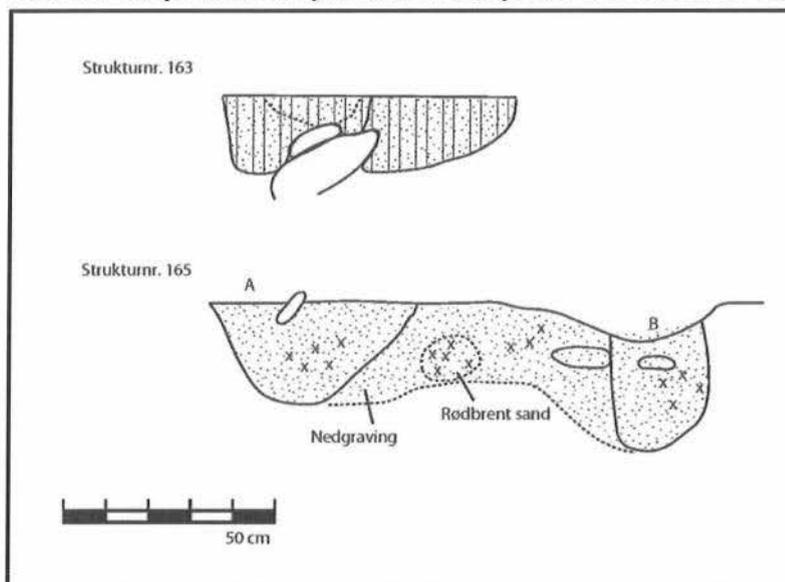 Strukturnr. 163
Strukturnr. 165
A
B
x x x x x
x x x x x
x x x
x x x x
Nedgraving
Rødbrent sand
50 cm